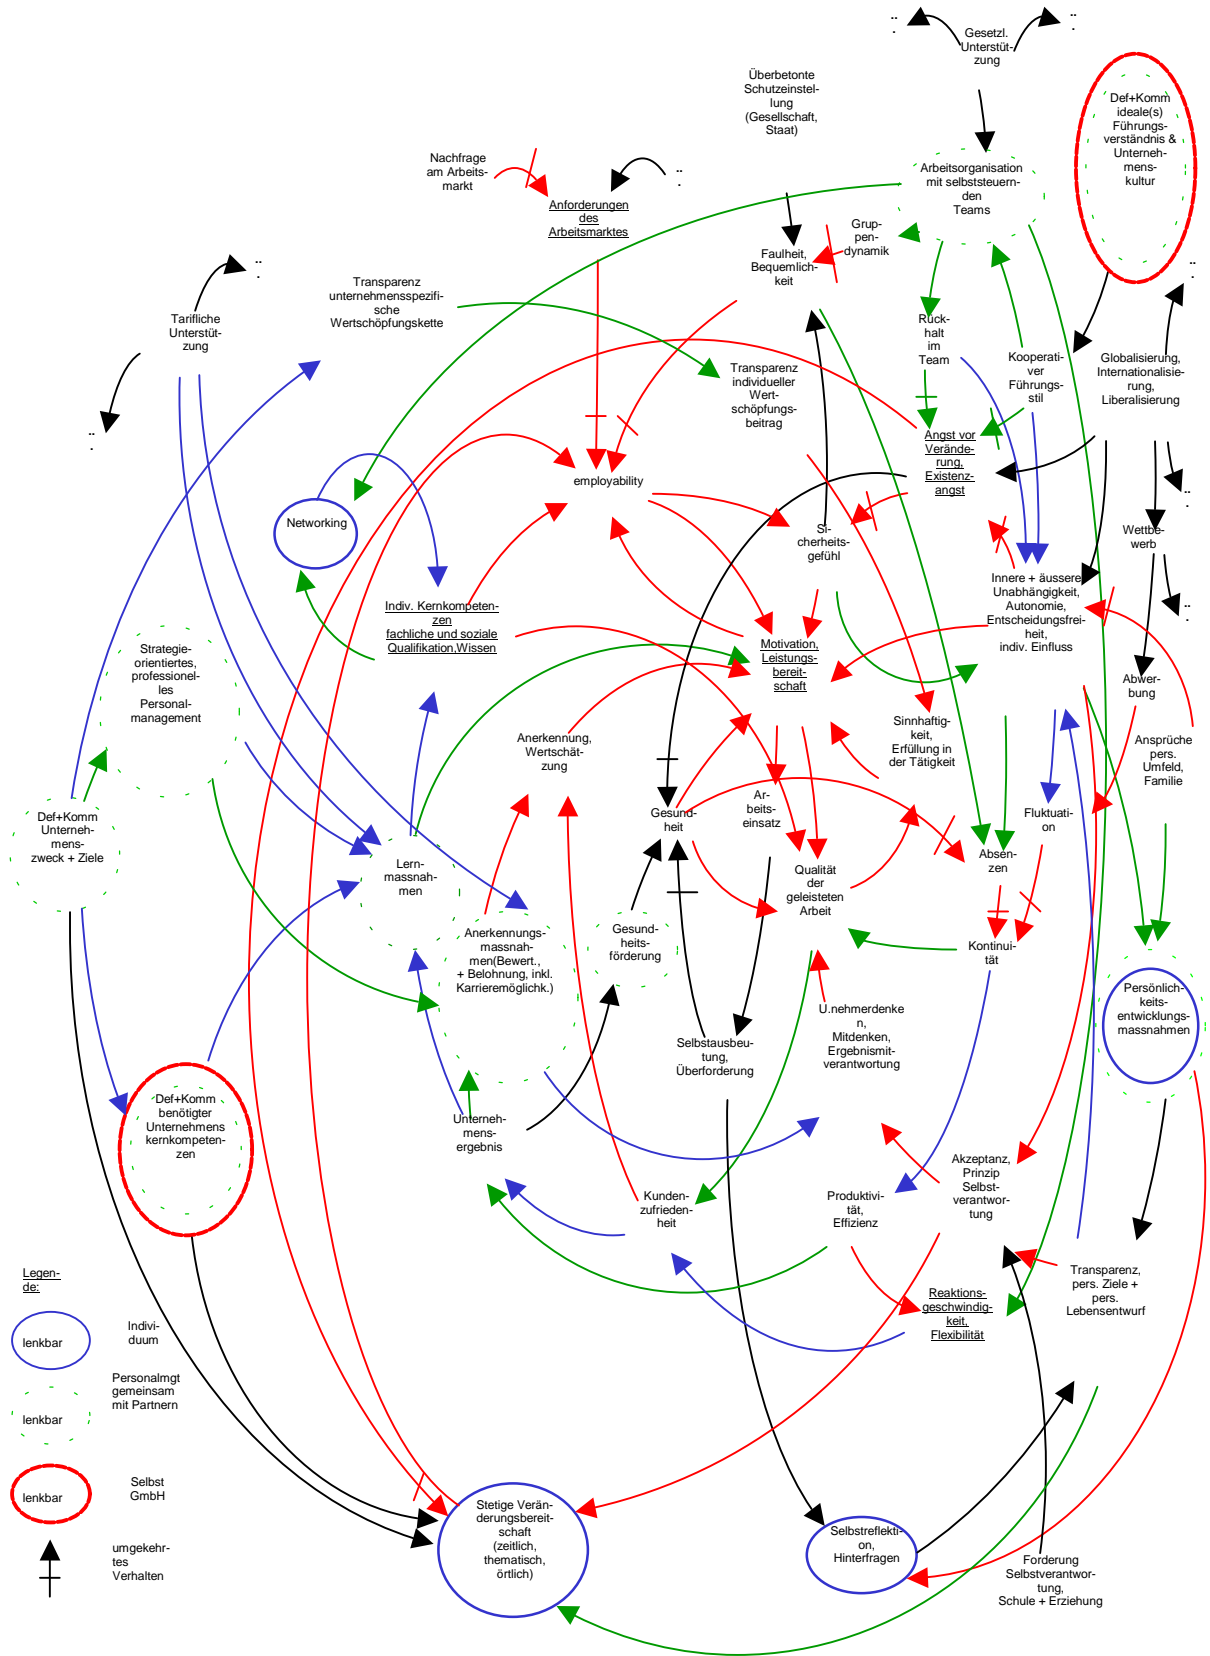 ..
.
Gesetzl.
Unterstüt-
zung
..
.
Überbetonte
Schutzeinstel-
lung
(Gesellschaft,
Staat)
Def+Komm
ideale(s)
Führungs-
verständnis &
Unterneh-
mens-
kultur
Nachfrage
am Arbeits-
markt
..
.
Anforderungen
des
Arbeitsmarktes
Arbeitsorganisation
mit selbststeuern-
den
Teams
Grup-
pen-
dynamik
Faulheit,
Bequemlich-
keit
..
.
Transparenz
unternehmensspezifi-
sche
Wertschöpfungskette
Tarifliche
Unterstüt-
zung
..
.
..
.
Rück-
halt
im
Team
Kooperati-
ver
Führungs-
stil
Globalisierung,
Internationalisie-
rung,
Liberalisierung
Transparenz
individueller
Wert-
schöpfungs-
beitrag
Angst vor
Verände-
rung,
Existenz-
angst
employability
..
.
Networking
Si-
cherheits-
gefühl
Wettbe-
werb
..
.
Innere + äussere
Unabhängigkeit,
Autonomie,
Entscheidungsfrei-
heit,
indiv. Einfluss
Indiv. Kernkompeten-
zen
fachliche und soziale
Qualifikation,Wissen
Strategie-
orientiertes,
professionel-
les
Personal-
management
Motivation,
Leistungs-
bereit-
schaft
Abwer-
bung
Sinnhaftig-
keit,
Erfüllung in
der Tätigkeit
Anerkennung,
Wertschät-
zung
Ansprüche
pers.
Umfeld,
Familie
Def+Komm
Unterneh-
mens-
zweck + Ziele
Gesund-
heit
Ar-
beits-
einsatz
Fluktuati-
on
Lern-
massnah-
men
Absen-
zen
Qualität
der
geleisteten
Arbeit
Anerkennungs-
massnah-
men(Bewert.,
+ Belohnung, inkl.
Karrieremöglichk.)
Gesund-
heits-
förderung
Kontinui-
tät
Persönlich-
keits-
entwicklungs-
massnahmen
U.nehmerdenke
n,
Mitdenken,
Ergebnismit-
verantwortung
Selbstausbeu-
tung,
Überforderung
Def+Komm
benötigter
Unternehmens
kernkompeten-
zen
Unterneh-
mens-
ergebnis
Akzeptanz,
Prinzip
Selbst-
verantwor-
tung
Kunden-
zufrieden-
heit
Produktivi-
tät,
Effizienz
Transparenz,
pers. Ziele +
pers.
Lebensentwurf
Reaktions-
geschwindig-
keit,
Flexibilität
Legen-
de:
lenkbar
Indivi-
duum
lenkbar
Personalmgt
gemeinsam
mit Partnern
lenkbar
Selbst
GmbH
umgekehr-
tes
Verhalten
Stetige Verän-
derungsbereit-
schaft
(zeitlich,
thematisch,
örtlich)
Selbstreflekti-
on,
Hinterfragen
Forderung
Selbstverantwor-
tung,
Schule + Erziehung